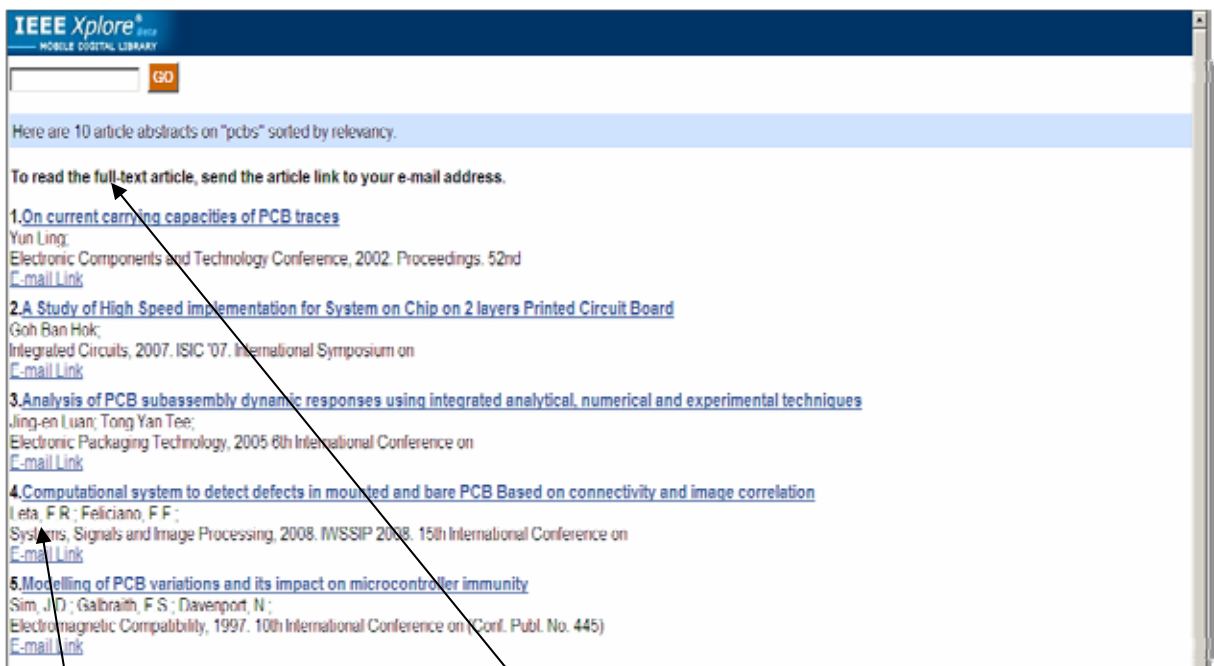 IEEE Xplore® Beta
MOBILE DIGITAL LIBRARY
GO
Here are 10 article abstracts on "pcbs" sorted by relevancy.
To read the full-text article, send the article link to your e-mail address.
1.On current carrying capacities of PCB traces
Yun Ling;
Electronic Components and Technology Conference, 2002. Proceedings. 52nd
E-mail Link
2.A Study of High Speed implementation for System on Chip on 2 layers Printed Circuit Board
Goh Ban Hok;
Integrated Circuits, 2007. ISIC '07. International Symposium on
E-mail Link
3.Analysis of PCB subassembly dynamic responses using integrated analytical, numerical and experimental techniques
Jing-en Luan; Tong Yan Tee;
Electronic Packaging Technology, 2005 6th International Conference on
E-mail Link
4.Computational system to detect defects in mounted and bare PCB Based on connectivity and image correlation
Leta, F.R.; Feliciano, F.F.;
Systems, Signals and Image Processing, 2008. IWSSIP 2008. 15th International Conference on
E-mail Link
5.Modelling of PCB variations and its impact on microcontroller immunity
Sim, J.D.; Galbraith, F.S.; Davenport, N.;
Electromagnetic Compatibility, 1997. 10th International Conference on (Conf. Publ. No. 445)
E-mail Link